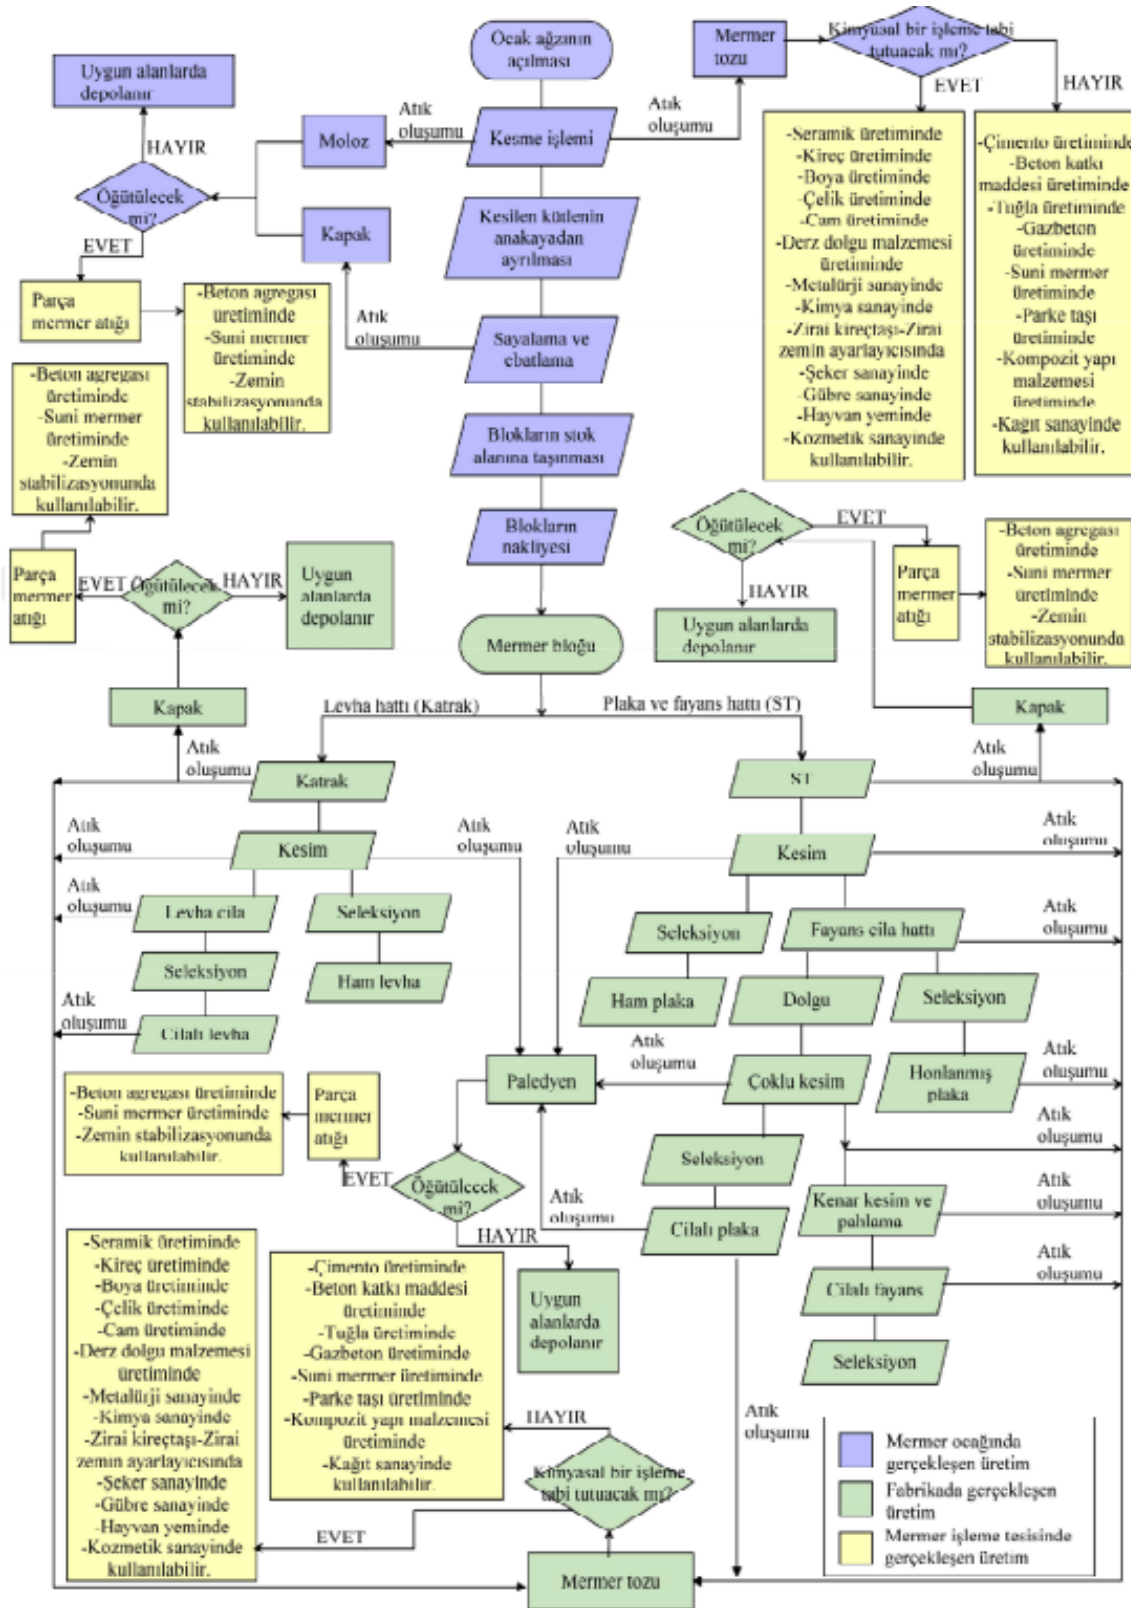 Ocak ağzının
açılması
Mermer
tozu
Kimyasal bir işleme tabi
tutuacak mı?
EVET
HAYIR
Uygun alanlarda
depolanır
Atık
oluşumu
Kesme işlemi
Atık
oluşumu
Moloz
HAYIR
Öğütülecek
mi?
EVET
Kapak
Kesilen kütlenin
anakayadan
ayrılması
-Seramik üretiminde
-Kireç üretiminde
-Boya üretiminde
-Çelik üretiminde
-Cam üretiminde
-Derz dolgu malzemesi
üretiminde
-Metalürji sanayinde
-Kimya sanayinde
-Zirai kireçtaşı-Zirai
zemin ayarlayıcısında
-Şeker sanayinde
-Gübre sanayinde
-Hayvan yeminde
-Kozmetik sanayinde
kullanılabilir.
-Çimento üretiminde
-Beton katkı
maddesi üretiminde
-Tuğla üretiminde
-Gazbeton
üretiminde
-Suni mermer
üretiminde
-Parke taşı
üretiminde
-Kompozit yapı
malzemesi
üretiminde
-Kağıt sanayinde
kullanılabilir.
Parça
mermer atığı
-Beton agregası
üretiminde
-Suni mermer
üretiminde
-Zemin
stabilizasyonunda
kullanılabilir.
Atık
oluşumu
Sayalama ve
ebatlama
-Beton agregası
üretiminde
-Suni mermer
üretiminde
-Zemin
stabilizasyonunda
kullanılabilir.
Blokların stok
alanına taşınması
Blokların
nakliyesi
Öğütülecek
mi?
EVET
HAYIR
Parça
mermer
atığı
-Beton agregası
üretiminde
-Suni mermer
üretiminde
-Zemin
stabilizasyonunda
kullanılabilir.
Uygun alanlarda
depolanır
Parça
mermer
atığı
EVET
Öğütülecek
mi?
HAYIR
Uygun
alanlarda
depolanır
Mermer bloğu
Kapak
Levha hattı (Katrak)
Plaka ve fayans hattı (ST)
Kapak
Atık
oluşumu
Katrak
ST
Atık
oluşumu
Atık
oluşumu
Kesim
Atık
oluşumu
Atık
oluşumu
Kesim
Atık
oluşumu
Atık
oluşumu
Levha cila
Seleksiyon
Seleksiyon
Fayans cila hattı
Atık
oluşumu
Seleksiyon
Ham levha
Ham plaka
Dolgu
Seleksiyon
Atık
oluşumu
Cilalı levha
Atık
oluşumu
Paledyen
Çoklu kesim
Honlanmış
plaka
Atık
oluşumu
-Beton agregası üretiminde
-Suni mermer üretiminde
-Zemin stabilizasyonunda
kullanılabilir.
Parça
mermer
atığı
EVET
Öğütülecek
mi?
HAYIR
Seleksiyon
Atık
oluşumu
Atık
oluşumu
Cilalı plaka
Kenar kesim ve
pahlama
Atık
oluşumu
Uygun
alanlarda
depolanır
Cilalı fayans
Atık
oluşumu
Seleksiyon
-Seramik üretiminde
-Kireç üretiminde
-Boya üretiminde
-Çelik üretiminde
-Cam üretiminde
-Derz dolgu malzemesi
üretiminde
-Metalürji sanayinde
-Kimya sanayinde
-Zirai kireçtaşı-Zirai
zemin ayarlayıcısında
-Şeker sanayinde
-Gübre sanayinde
-Hayvan yeminde
-Kozmetik sanayinde
kullanılabilir.
-Çimento üretiminde
-Beton katkı maddesi
üretiminde
-Tuğla üretiminde
-Gazbeton üretiminde
-Suni mermer üretiminde
-Parke taşı üretiminde
-Kompozit yapı malzemesi
üretiminde
-Kağıt sanayinde
kullanılabilir.
HAYIR
Kimyasal bir işleme
tabi tutuacak mı?
EVET
Atık
oluşumu
Mermer tozu
Mermer ocağında
gerçekleşen üretim
Fabrikada gerçekleşen
üretim
Mermer işleme tesisinde
gerçekleşen üretim